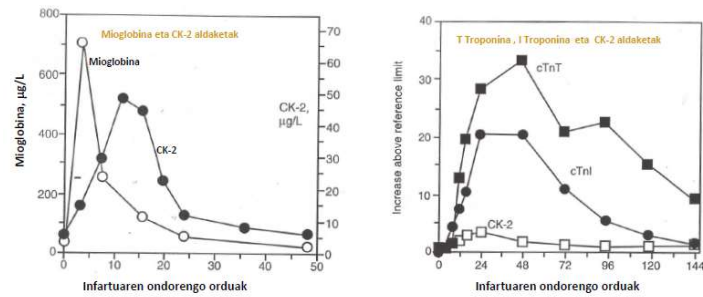 Mioglobina eta CK-2 aldaketak
Mioglobina
CK-2
CK-2,
µg/L
Mioglobina, µg/L
800
600
400
200
0
70
60
50
40
30
20
10
0
0
10
20
30
40
50
Infartuaren ondorengo orduak
T Troponina , I Troponina eta CK-2 aldaketak
cTnT
cTnI
CK-2
Increase above reference limit
40
30
20
10
0
0
24
48
72
96
120
144
Infartuaren ondorengo orduak